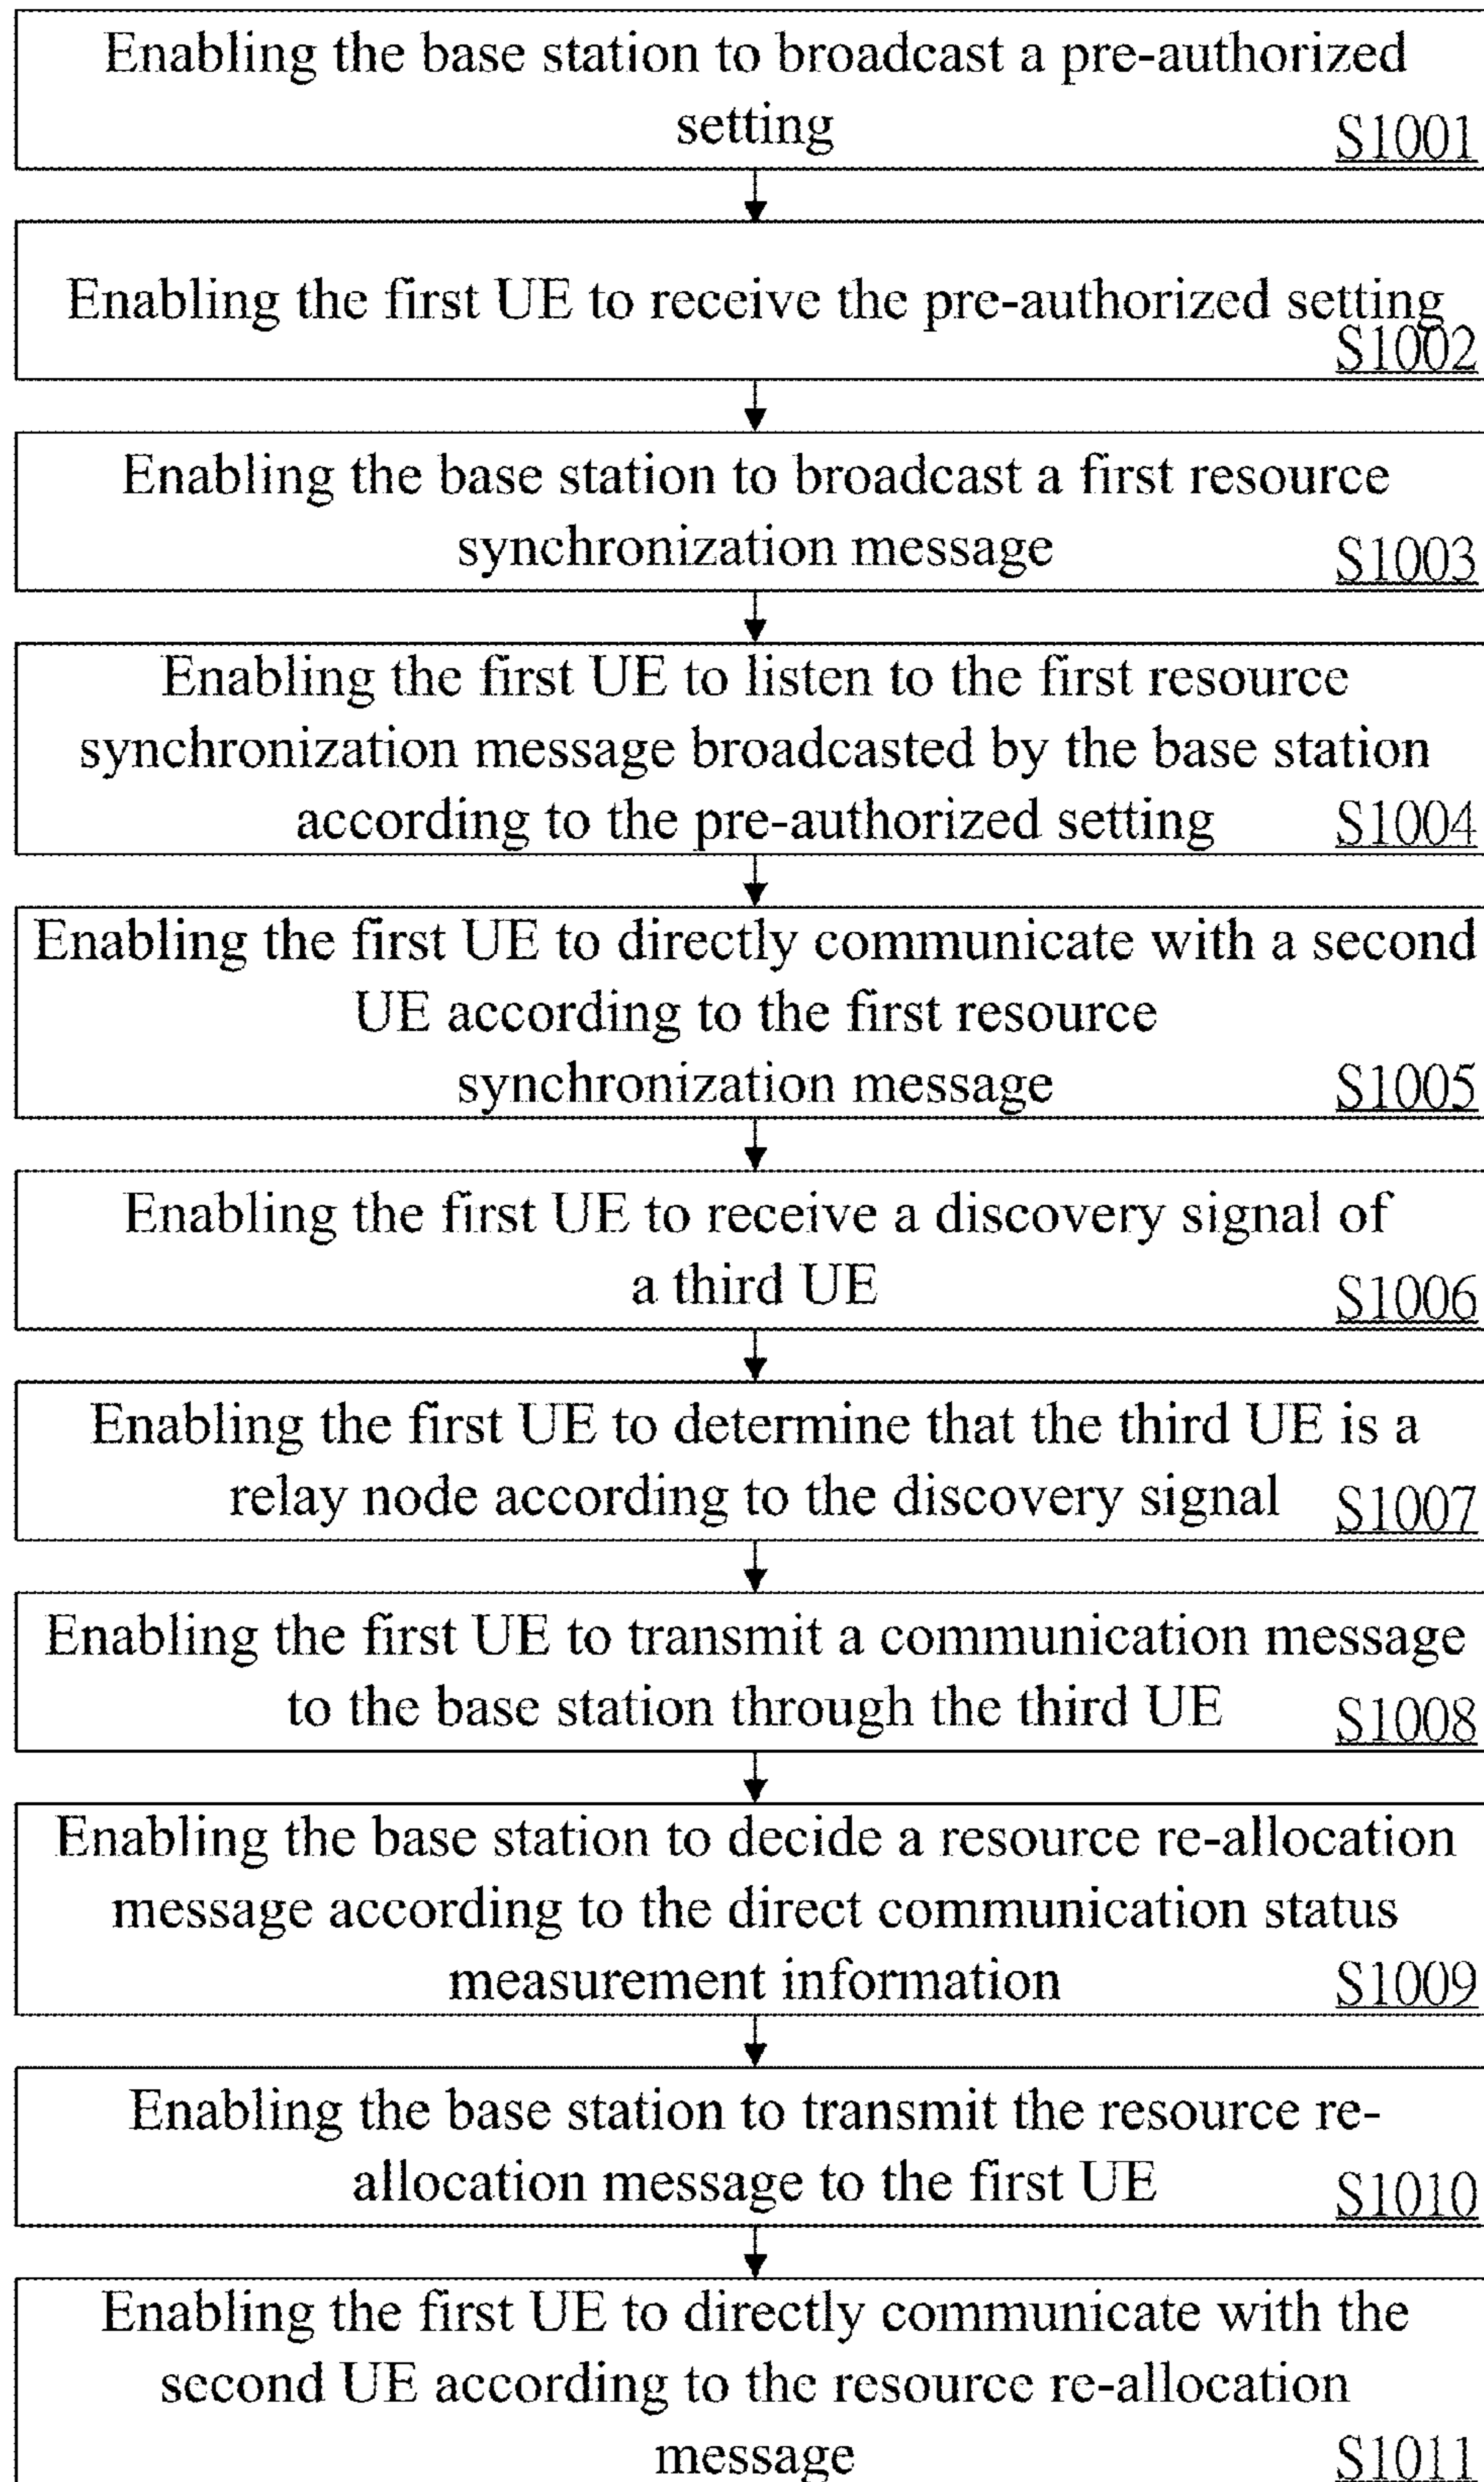 Enabling the base station to broadcast a pre-authorized
setting
S1001
Enabling the first UE to receive the pre-authorized setting
S1002
Enabling the base station to broadcast a first resource
synchronization message
S1003
Enabling the first UE to listen to the first resource
synchronization message broadcasted by the base station
according to the pre-authorized setting
S1004
Enabling the first UE to directly communicate with a second
UE according to the first resource
synchronization message
S1005
Enabling the first UE to receive a discovery signal of
a third UE
S1006
Enabling the first UE to determine that the third UE is a
relay node according to the discovery signal
S1007
Enabling the first UE to transmit a communication message
to the base station through the third UE
S1008
Enabling the base station to decide a resource re-allocation
message according to the direct communication status
measurement information
S1009
Enabling the base station to transmit the resource re-
allocation message to the first UE
S1010
Enabling the first UE to directly communicate with the
second UE according to the resource re-allocation
message
S1011